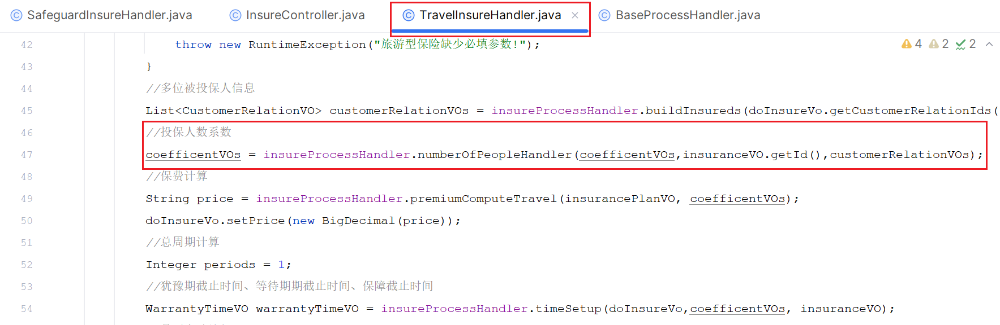 SafeguardInsureHandler.java InsureController.java TravelInsureHandler.java × BaseProcessHandler.java
42 throw new RuntimeException("旅游型保险缺少必填参数!"); 4 2 2
43 }
44 //多位被投保人信息
45 List<CustomerRelationVO> customerRelationVOs = insureProcessHandler.buildInsureds(doInsureVo.getCustomerRelationIds(
46 //投保人数系数
47 coefficentVOs = insureProcessHandler.numberOfPeopleHandler(coefficentVOs,insuranceVO.getId(),customerRelationVOs);
48 //保费计算
49 String price = insureProcessHandler.premiumComputeTravel(insurancePlanVO, coefficentVOs);
50 doInsureVo.setPrice(new BigDecimal(price));
51 //总周期计算
52 Integer periods = 1;
53 //犹豫期截止时间、等待期期截止时间、保障截止时间
54 WarrantyTimeVO warrantyTimeVO = insureProcessHandler.timeSetup(doInsureVo,coefficentVOs, insuranceVO);